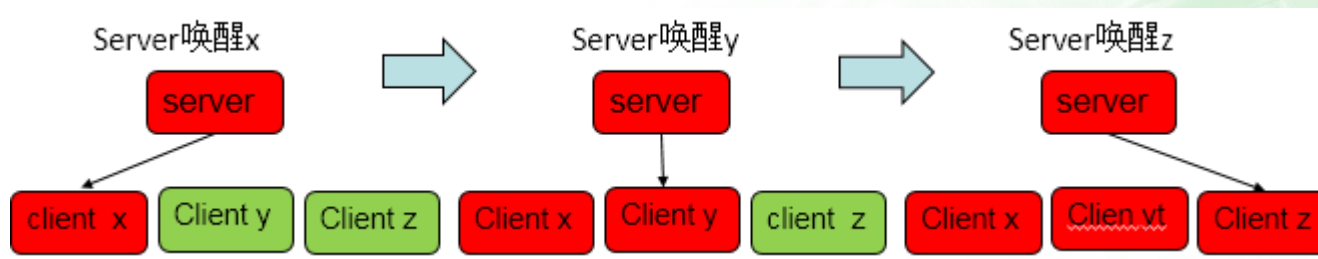 Server唤醒x
Server唤醒y
Server唤醒z
server
server
server
client x
Client y
Client z
Client x
Client y
client z
Client x
Clien vt
Client z